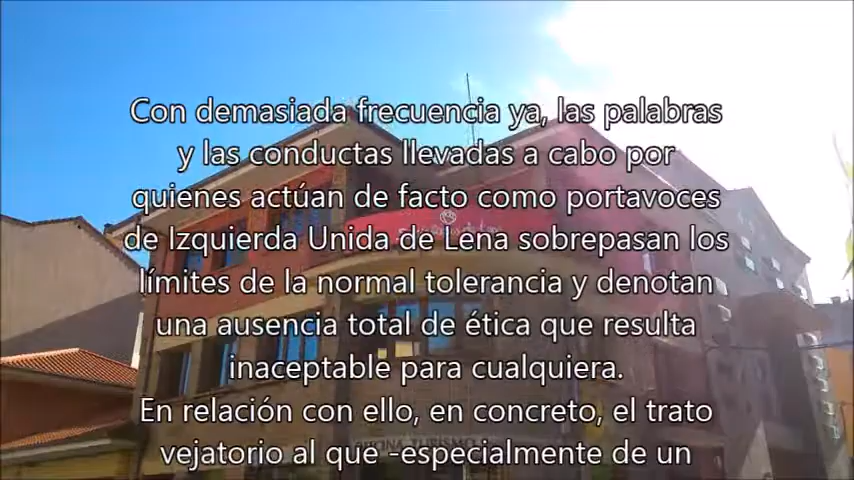 Con demasiada frecuencia ya, las palabras
y las conductas llevadas a cabo por
quienes actúan de facto como portavoces
de Izquierda Unida de Lena sobrepasan los
límites de la normal tolerancia y denotan
una ausencia total de ética que resulta
inaceptable para cualquiera.
En relación con ello, en concreto, el trato
OFICINA TURISMO
vejatorio al que -especialmente de un